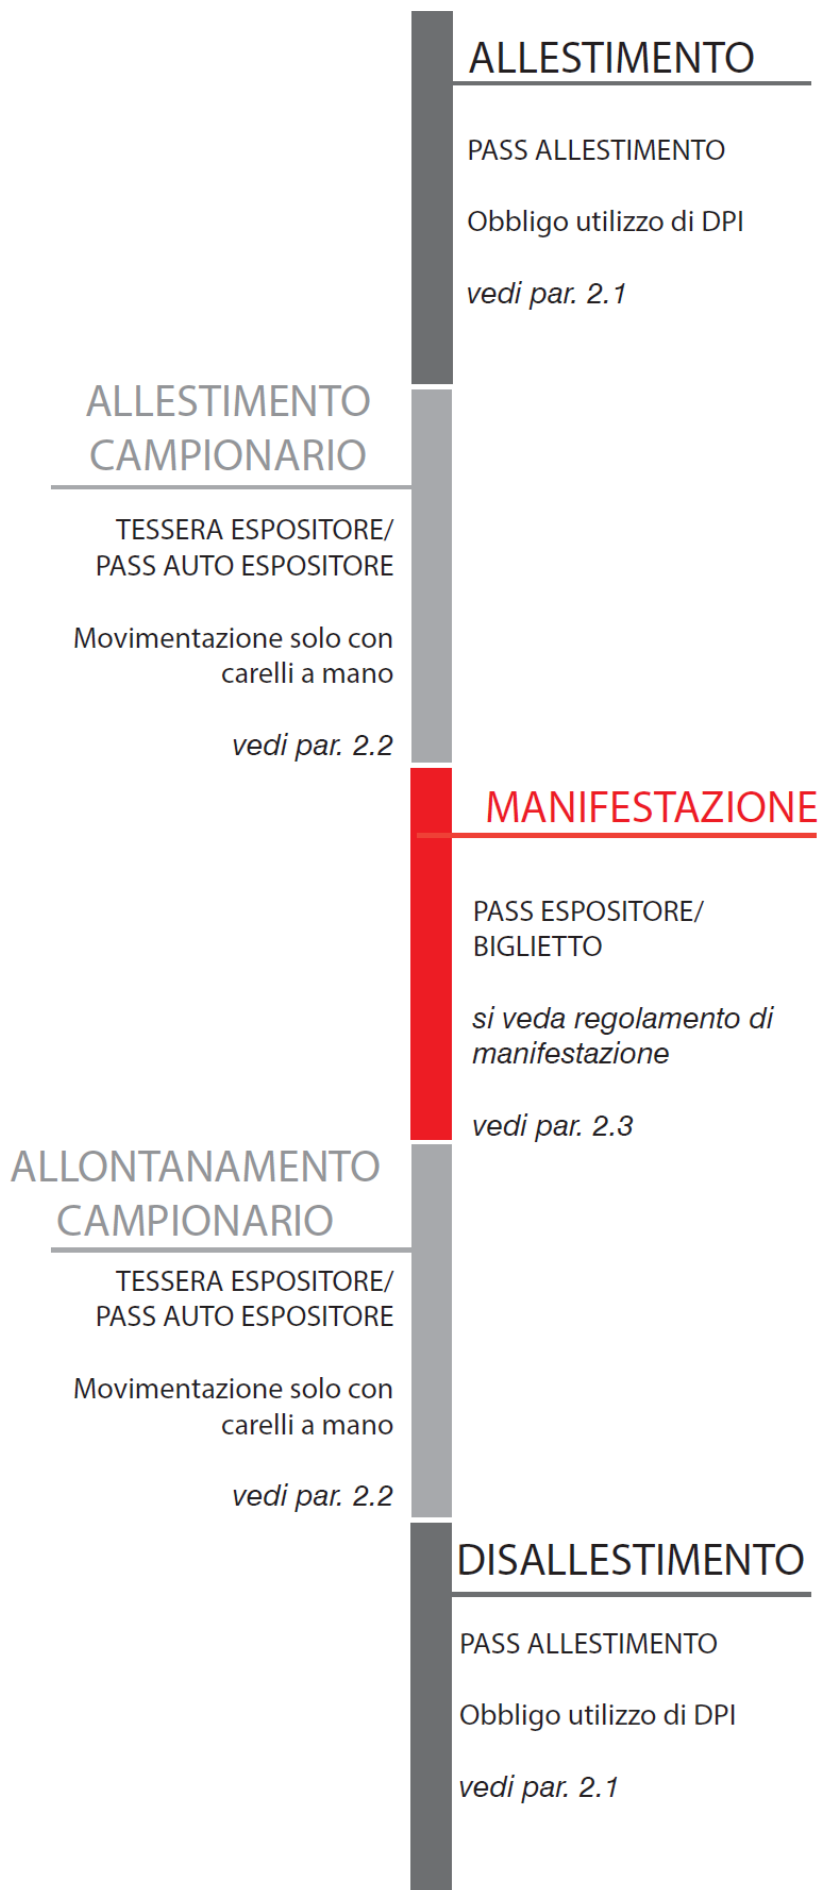 ALLESTIMENTO
PASS ALLESTIMENTO
Obbligo utilizzo di DPI
vedi par. 2.1
ALLESTIMENTO
CAMPIONARIO
TESSERA ESPOSITORE/
PASS AUTO ESPOSITORE
Movimentazione solo con
carelli a mano
vedi par. 2.2
MANIFESTAZIONE
PASS ESPOSITORE/
BIGLIETTO
si veda regolamento di
manifestazione
vedi par. 2.3
ALLONTANAMENTO
CAMPIONARIO
TESSERA ESPOSITORE/
PASS AUTO ESPOSITORE
Movimentazione solo con
carelli a mano
vedi par. 2.2
DISALLESTIMENTO
PASS ALLESTIMENTO
Obbligo utilizzo di DPI
vedi par. 2.1